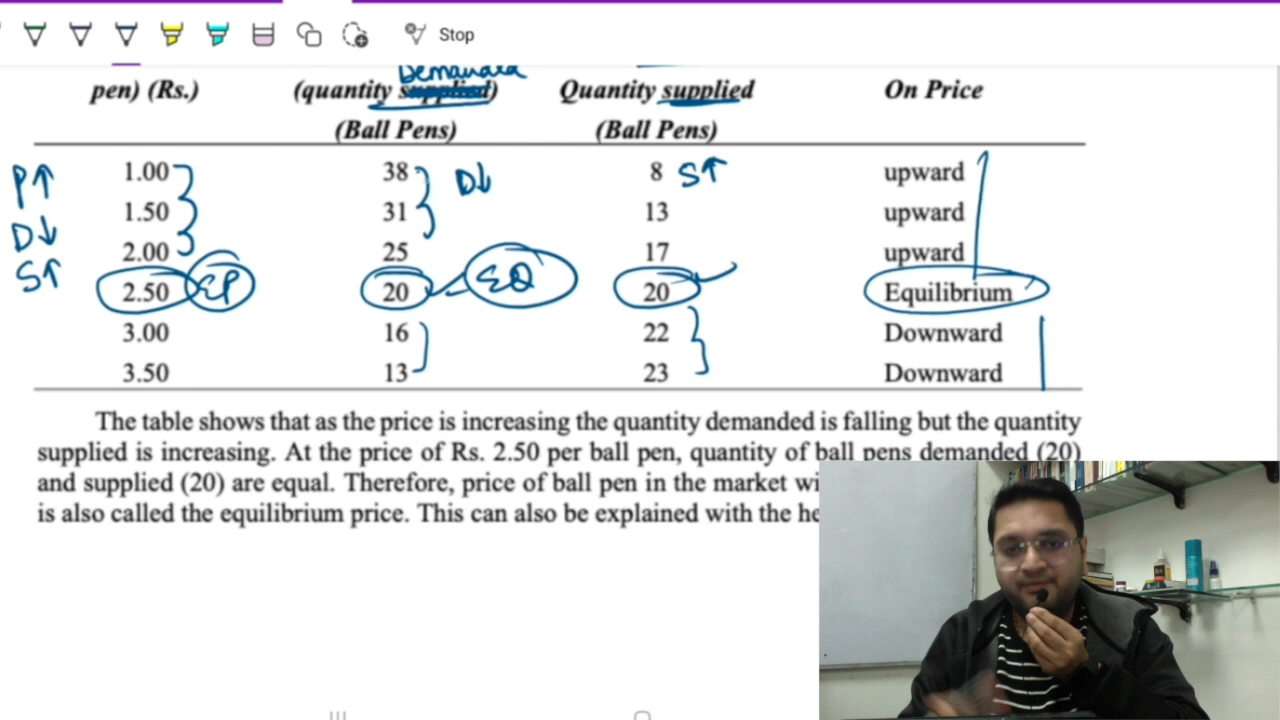 Stop
Demanded
pen) (Rs.) (quantity supplied) Quantity supplied On Price
(Ball Pens) (Ball Pens)
P↑ 1.00 38 D↓ 8 S↑ upward
D↓ 1.50 31 13 upward
S↑ 2.00 25 17 upward
2.50 EP 20 EQ 20 Equilibrium
3.00 16 22 Downward
3.50 13 23 Downward
The table shows that as the price is increasing the quantity demanded is falling but the quantity
supplied is increasing. At the price of Rs. 2.50 per ball pen, quantity of ball pens demanded (20)
and supplied (20) are equal. Therefore, price of ball pen in the market wi
is also called the equilibrium price. This can also be explained with the he